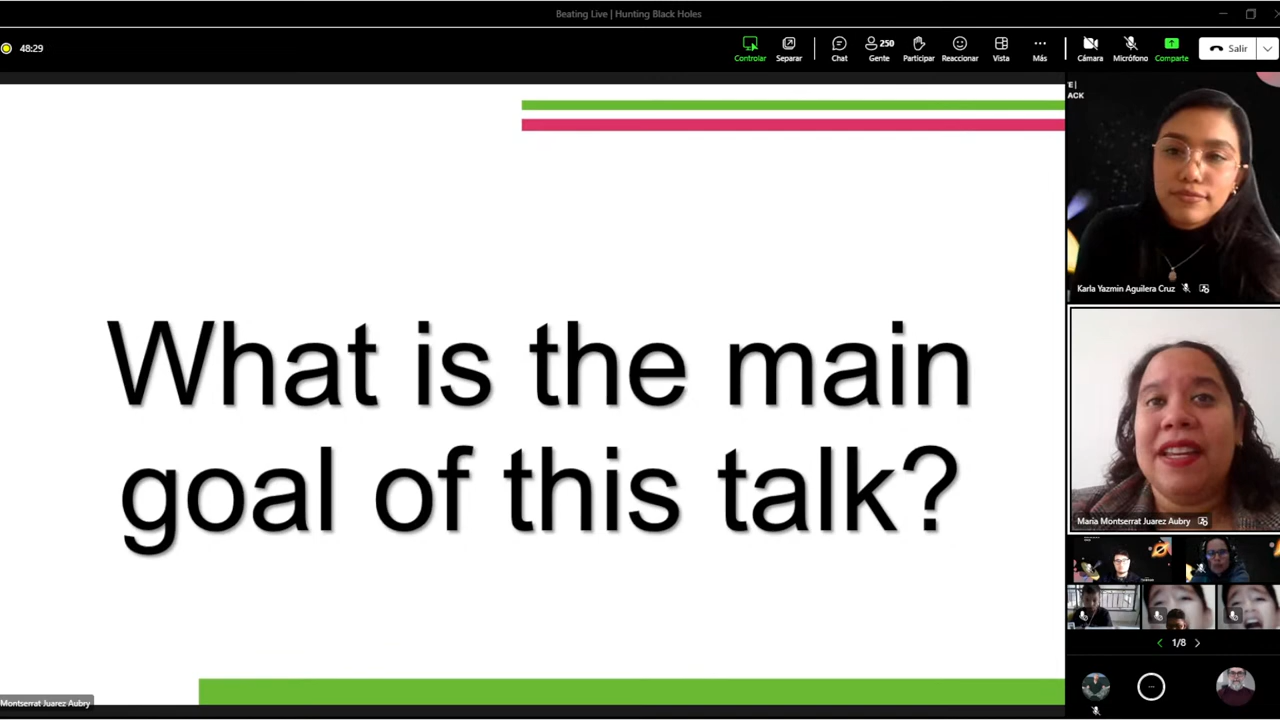 Beating Live | Hunting Black Holes
48:29
Controlar
Separar
Chat
250
Gente
Participar
Reaccionar
Vista
Más
Cámara
Micrófono
Comparte
Salir
E |
ACK
What is the main
goal of this talk?
Karla Yazmin Aguilera Cruz
Maria Montserrat Juarez Aubry
1/8
Montserrat Juarez Aubry